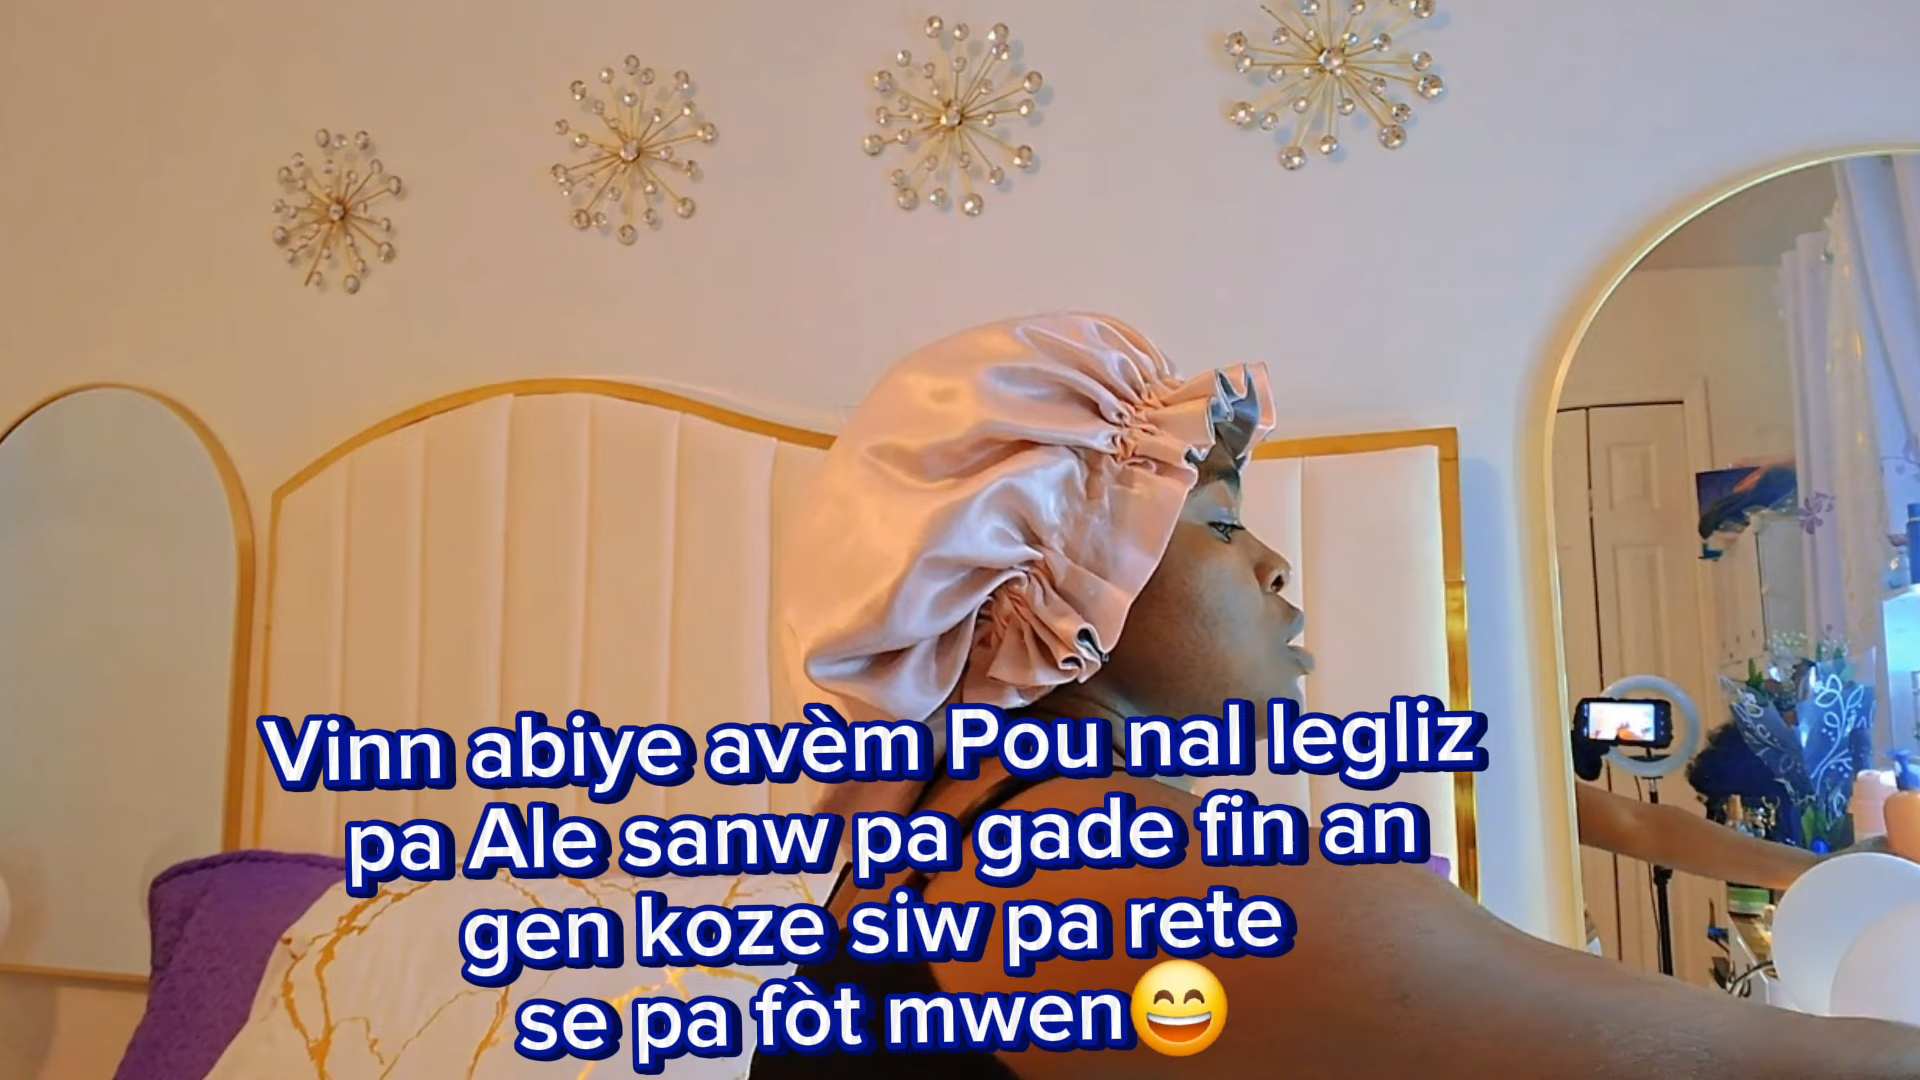 Vinn abiye avèm Pou nal legliz
pa Ale sanw pa gade fin an
gen koze siw pa rete
se pa fòt mwen😄